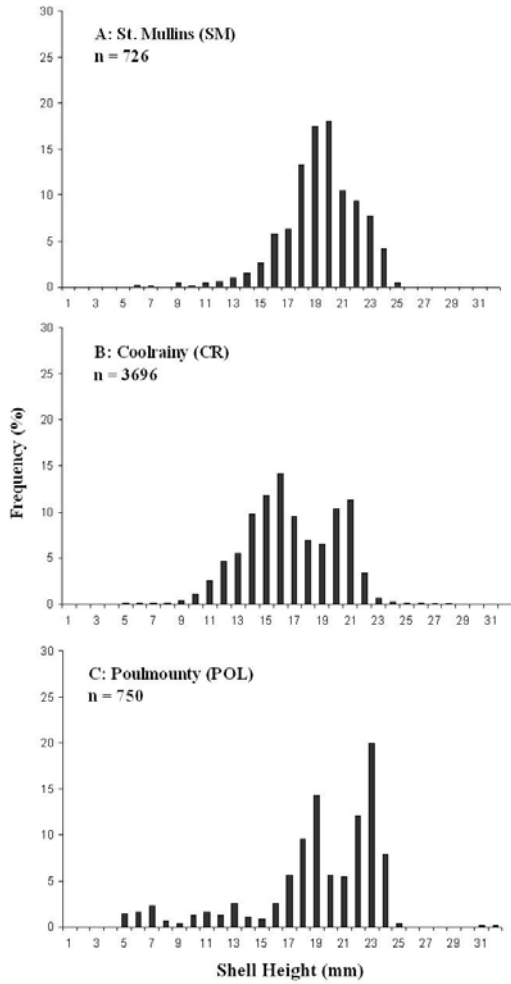 30
A: St. Mullins (SM)
n = 726
25
20
15
10
5
0
1 3 5 7 9 11 13 15 17 19 21 23 25 27 29 31
30
B: Coolrainy (CR)
n = 3696
25
20
15
10
5
0
1 3 5 7 9 11 13 15 17 19 21 23 25 27 29 31
Frequency (%)
30
C: Poulmounty (POL)
n = 750
25
20
15
10
5
0
1 3 5 7 9 11 13 15 17 19 21 23 25 27 29 31
Shell Height (mm)